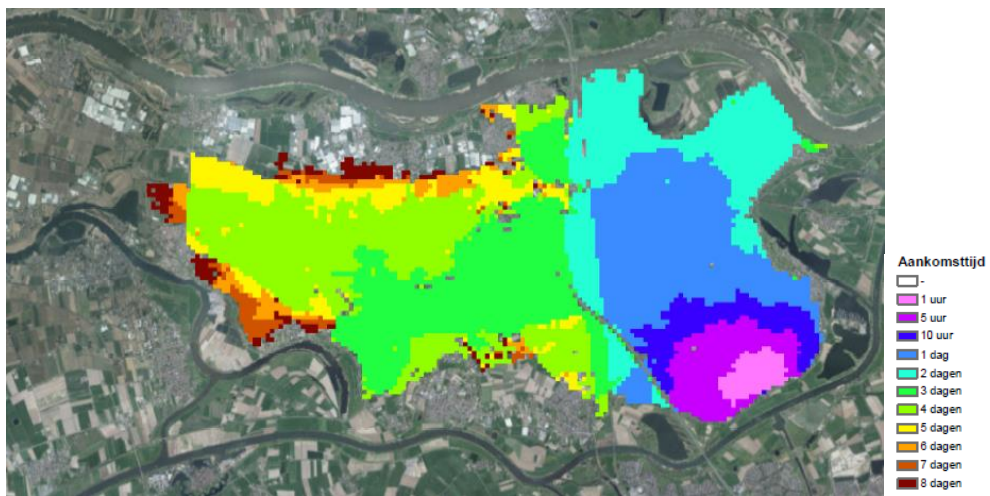 Aankomsttijd
-
1 uur
5 uur
10 uur
1 dag
2 dagen
3 dagen
4 dagen
5 dagen
6 dagen
7 dagen
8 dagen